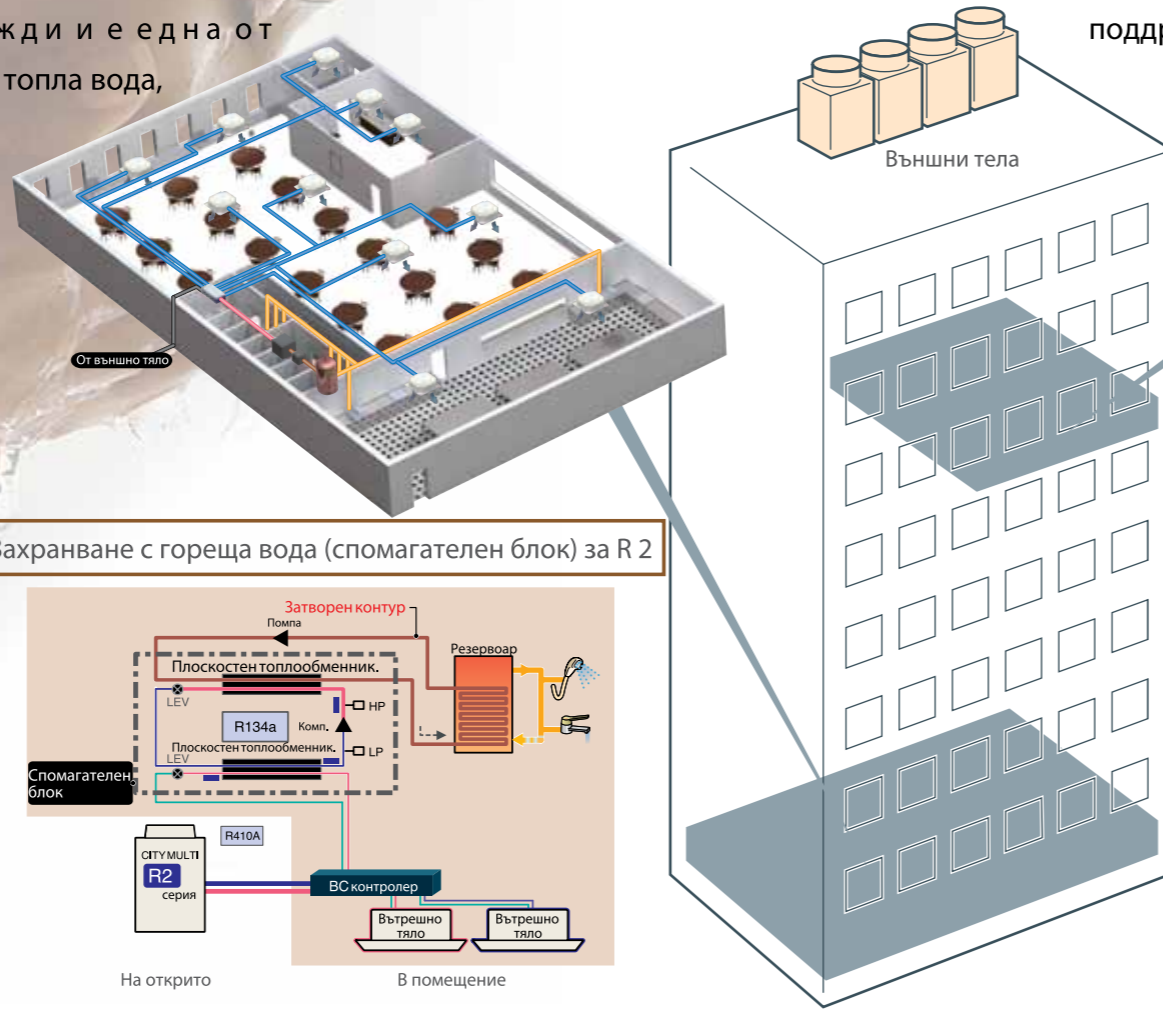 жди и е една от
топла вода,
поддр
Външни тела
От външно тяло
Захранване с гореща вода (спомагателен блок) за R 2
Затворен контур
Помпа
Резервоар
Плоскостен топлообменник.
LEV
HP
R134a
Комп.
Плоскостен топлообменник.
LP
LEV
Спомагателен
блок
R410A
CITY MULTI
R2
серия
BC контролер
Вътрешно
тяло
Вътрешно
тяло
На открито
В помещение